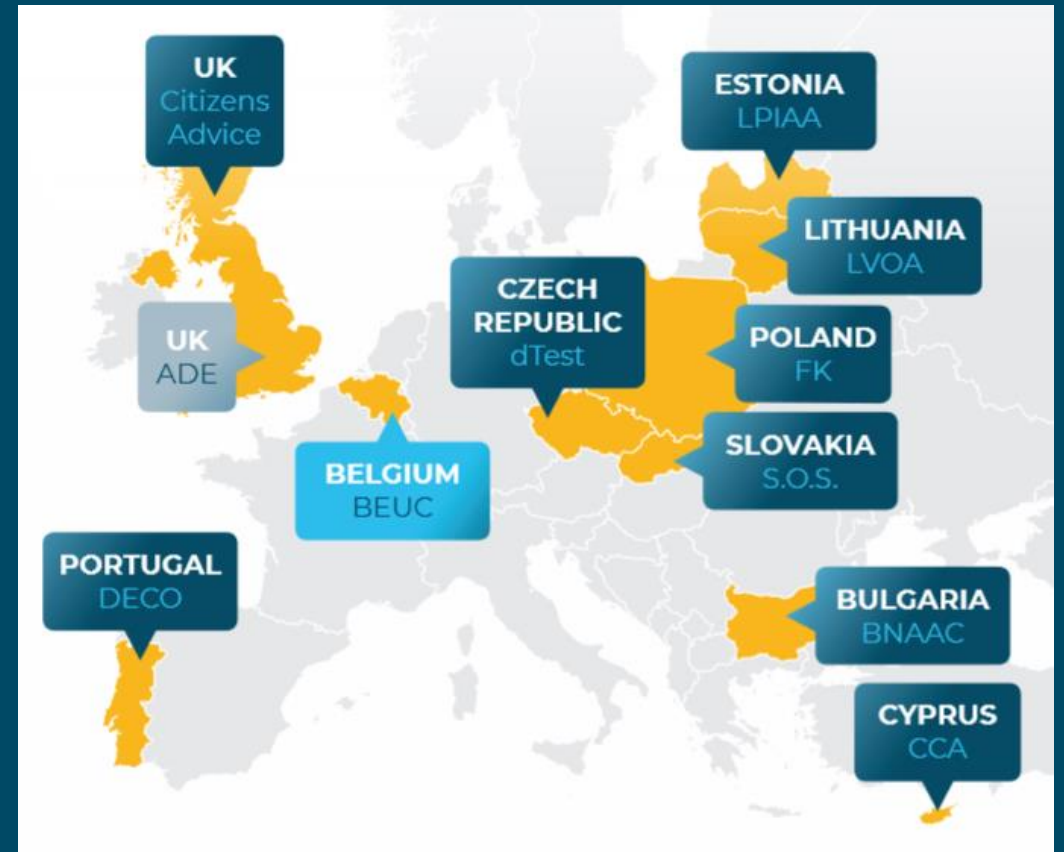 UK
Citizens
Advice
ESTONIA
LPIAA
LITHUANIA
LVOA
CZECH
REPUBLIC
dTest
UK
ADE
POLAND
FK
SLOVAKIA
S.O.S.
BELGIUM
BEUC
PORTUGAL
DECO
BULGARIA
BNAAC
CYPRUS
CCA